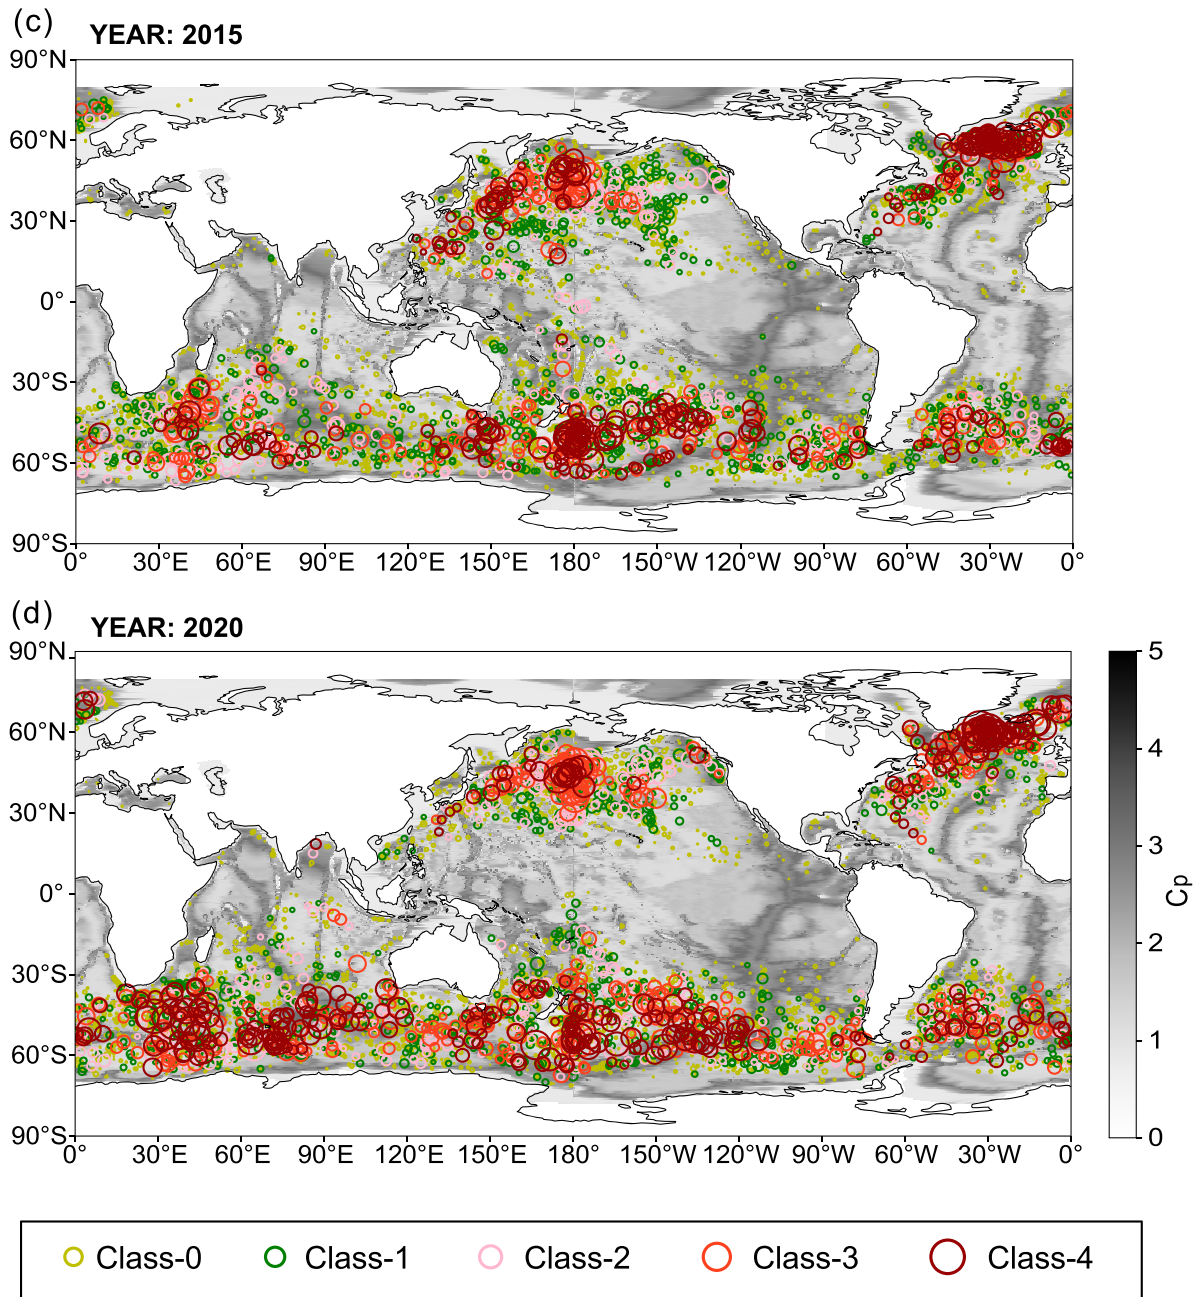 (c)
YEAR: 2015
90°N
60°N
30°N
0°
30°S
60°S
90°S
0° 30°E 60°E 90°E 120°E 150°E 180° 150°W 120°W 90°W 60°W 30°W 0°
(d)
YEAR: 2020
90°N
60°N
30°N
0°
30°S
60°S
90°S
0° 30°E 60°E 90°E 120°E 150°E 180° 150°W 120°W 90°W 60°W 30°W 0°
5
4
3
2
1
0
Cp
Class-0 Class-1 Class-2 Class-3 Class-4